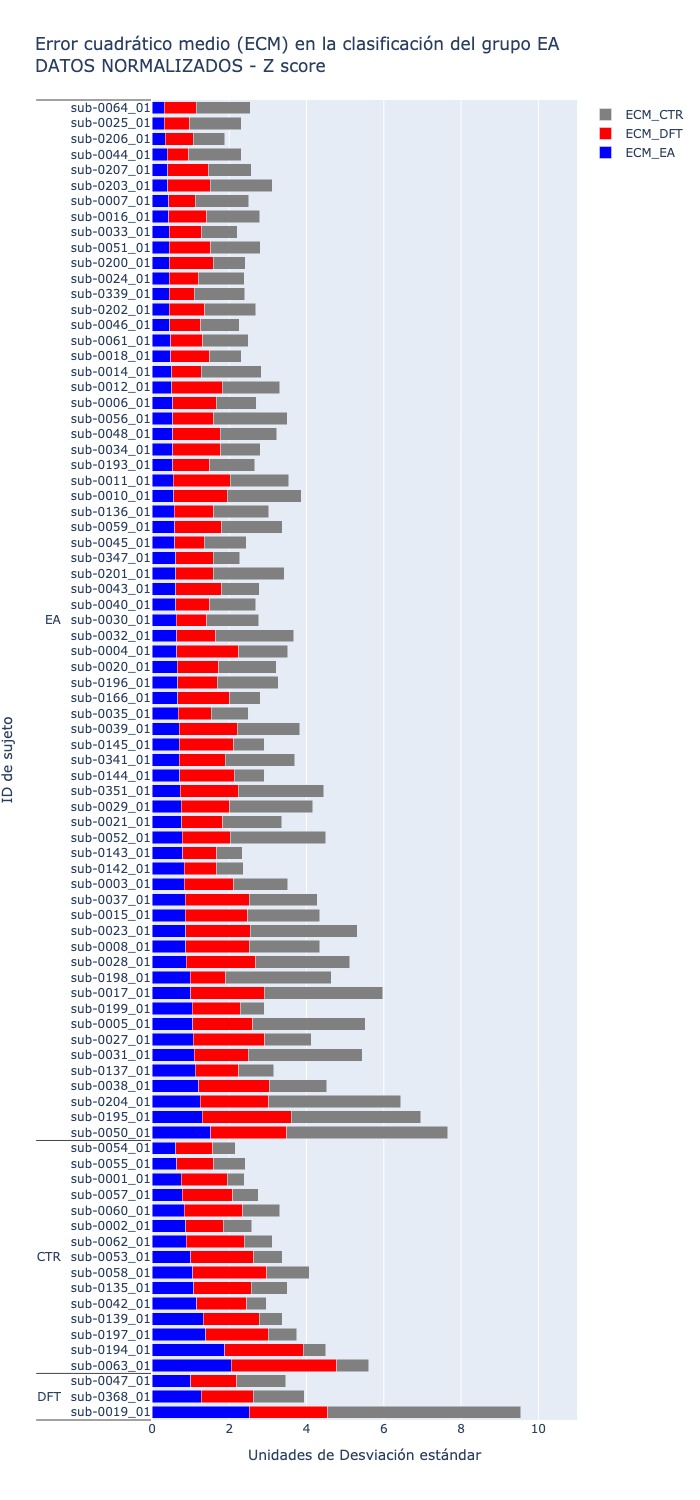 Error cuadrático medio (ECM) en la clasificación del grupo EA
DATOS NORMALIZADOS - Z score
ECM_CTR
ECM_DFT
ECM_EA
ID de sujeto
EA
sub-0064_01
sub-0025_01
sub-0206_01
sub-0044_01
sub-0207_01
sub-0203_01
sub-0007_01
sub-0016_01
sub-0033_01
sub-0051_01
sub-0200_01
sub-0024_01
sub-0339_01
sub-0202_01
sub-0046_01
sub-0061_01
sub-0018_01
sub-0014_01
sub-0012_01
sub-0006_01
sub-0056_01
sub-0048_01
sub-0034_01
sub-0193_01
sub-0011_01
sub-0010_01
sub-0136_01
sub-0059_01
sub-0045_01
sub-0347_01
sub-0201_01
sub-0043_01
sub-0040_01
sub-0030_01
sub-0032_01
sub-0004_01
sub-0020_01
sub-0196_01
sub-0166_01
sub-0035_01
sub-0039_01
sub-0145_01
sub-0341_01
sub-0144_01
sub-0351_01
sub-0029_01
sub-0021_01
sub-0052_01
sub-0143_01
sub-0142_01
sub-0003_01
sub-0037_01
sub-0015_01
sub-0023_01
sub-0008_01
sub-0028_01
sub-0198_01
sub-0017_01
sub-0199_01
sub-0005_01
sub-0027_01
sub-0031_01
sub-0137_01
sub-0038_01
sub-0204_01
sub-0195_01
sub-0050_01
CTR
sub-0054_01
sub-0055_01
sub-0001_01
sub-0057_01
sub-0060_01
sub-0002_01
sub-0062_01
sub-0053_01
sub-0058_01
sub-0135_01
sub-0042_01
sub-0139_01
sub-0197_01
sub-0194_01
sub-0063_01
DFT
sub-0047_01
sub-0368_01
sub-0019_01
0 2 4 6 8 10
Unidades de Desviación estándar